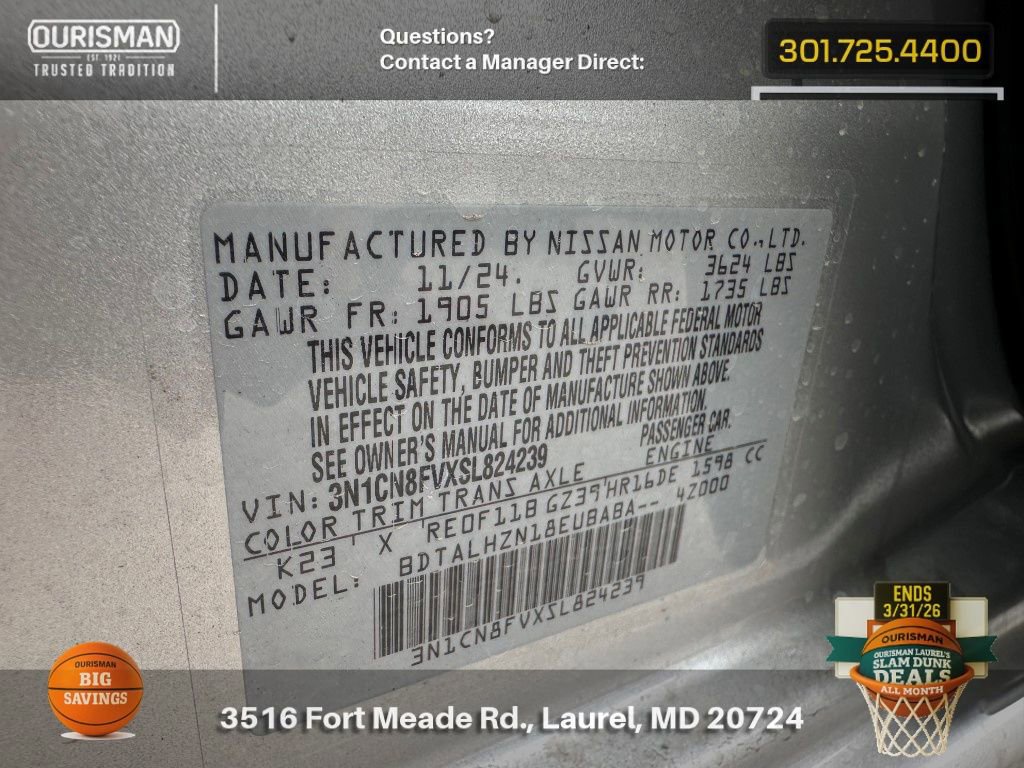 OURISMAN
EST. 1921
TRUSTED TRADITION
Questions?
Contact a Manager Direct:
301.725.4400
MANUFACTURED BY NISSAN MOTOR CO.,LTD.
DATE: 11/24. GVWR: 3624 LBS
GAWR FR: 1905 LBS GAWR RR: 1735 LBS
THIS VEHICLE CONFORMS TO ALL APPLICABLE FEDERAL MOTOR
VEHICLE SAFETY, BUMPER AND THEFT PREVENTION STANDARDS
IN EFFECT ON THE DATE OF MANUFACTURE SHOWN ABOVE.
SEE OWNER'S MANUAL FOR ADDITIONAL INFORMATION.
VIN: 3N1CN8FVXSL824239 PASSENGER CAR.
COLOR TRIM TRANS AXLE ENGINE
K23 ' X 'RE0F11B GZ39'HR16DE 1598 CC
MODEL: BDTALHZN18EUBABA-- 4Z000
3N1CN8FVXSL824239
OURISMAN
BIG
SAVINGS
3516 Fort Meade Rd., Laurel, MD 20724
ENDS
3/31/26
OURISMAN
OURISMAN LAUREL'S
SLAM DUNK
DEALS
ALL MONTH